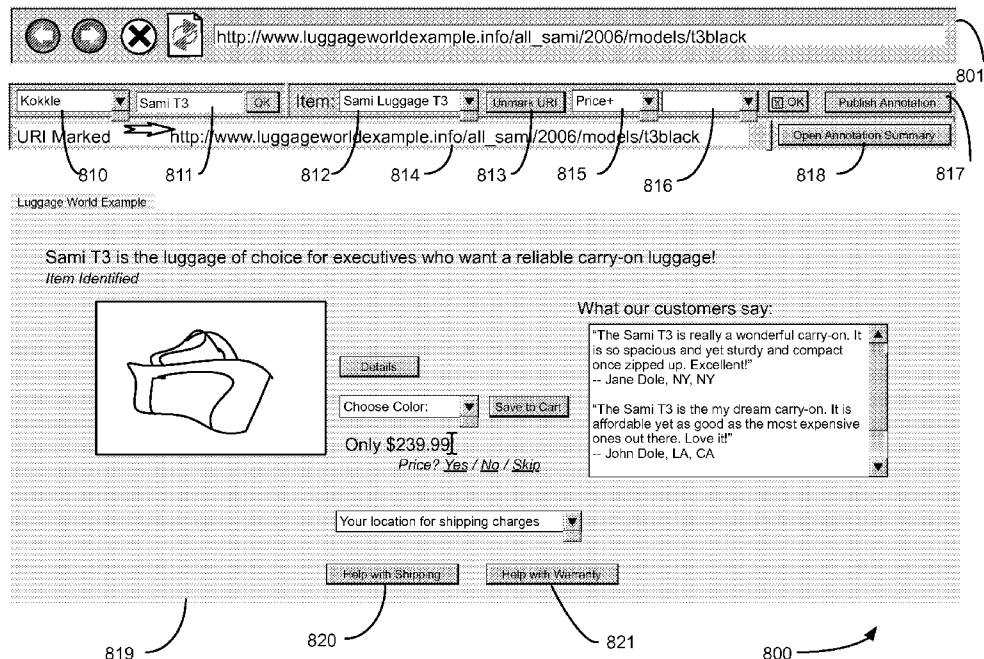 http://www.luggageworldexample.info/all_sami/2006/models/t3black
801
Kokkle Sami T3 OK Item: Sami Luggage T3 Unmark URI Price+ OK Publish Annotation
URI Marked http://www.luggageworldexample.info/all_sami/2006/models/t3black Open Annotation Summary
810 811 812 814 813 815 816 818 817
Luggage World Example
Sami T3 is the luggage of choice for executives who want a reliable carry-on luggage!
Item Identified
What our customers say:
"The Sami T3 is really a wonderful carry-on. It
is so spacious and yet sturdy and compact
once zipped up. Excellent!"
-- Jane Dole, NY, NY
"The Sami T3 is the my dream carry-on. It is
affordable yet as good as the most expensive
ones out there. Love it!"
-- John Dole, LA, CA
Details
Choose Color: Save to Cart
Only $239.99
Price? Yes / No / Skip
Your location for shipping charges
Help with Shipping Help with Warranty
819 820 821 800